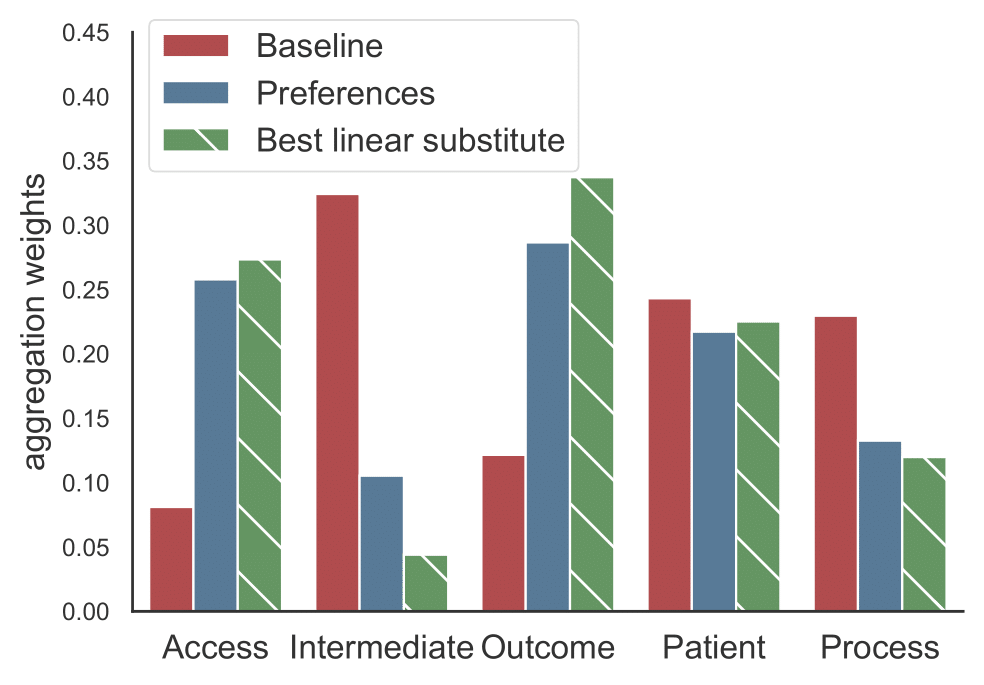 Baseline
Preferences
Best linear substitute
aggregation weights
0.45
0.40
0.35
0.30
0.25
0.20
0.15
0.10
0.05
0.00
Access Intermediate Outcome Patient Process